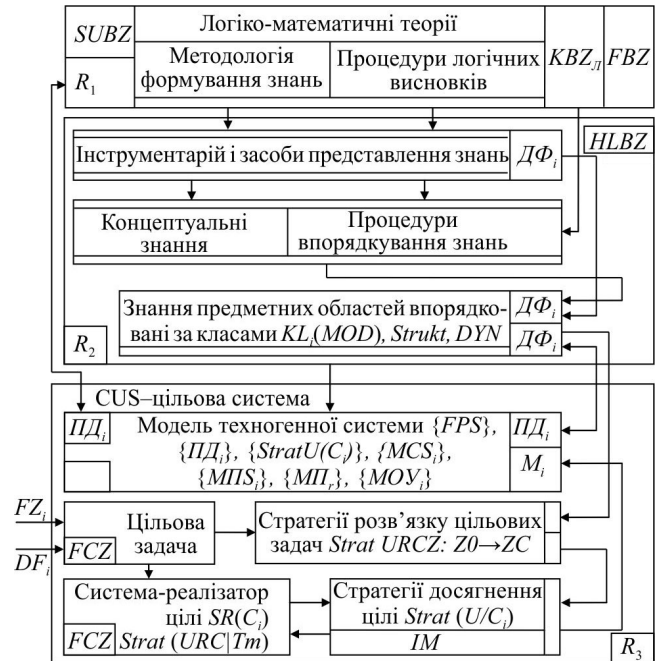 SUBZ
Логіко-математичні теорії
Методологія
формування знань
Процедури логічних
висновків
KBZЛ
FBZ
R1
HLBZ
Інструментарій і засоби представлення знань
ДФi
Концептуальні
знання
Процедури
впорядкування знань
Знання предметних областей впорядко-
вані за класами KLi(MOD), Strukt, DYN
ДФi
ДФi
R2
CUS–цільова система
ПДi
Модель техногенної системи {FPS},
{ПДi}, {StratU(Ci)}, {MCSi},
{МПSi}, {МПr}, {МОУi}
ПДi
Mi
FZi
DFi
Цільова
задача
FCZ
Стратегії розв’язку цільових
задач Strat URCZ: Z0→ZC
Система-реалізатор
цілі SR(Ci)
FCZ
Strat (URC|Tm)
Стратегії досягнення
цілі Strat (U/Ci)
IM
R3